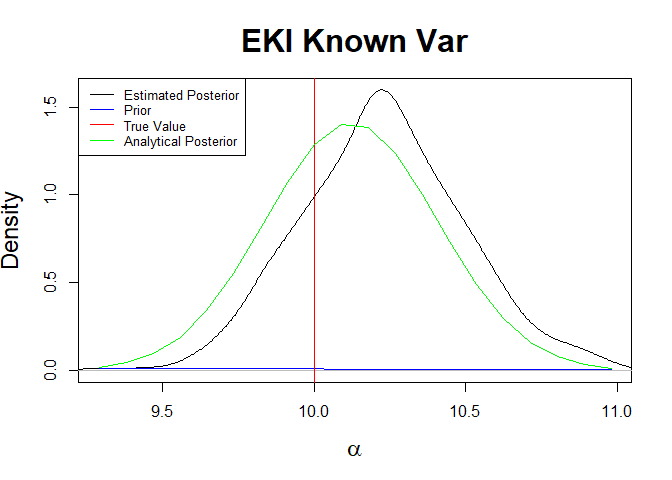 EKI Known Var
Estimated Posterior
Prior
True Value
Analytical Posterior
Density
0.0
0.5
1.0
1.5
9.5
10.0
10.5
11.0
α